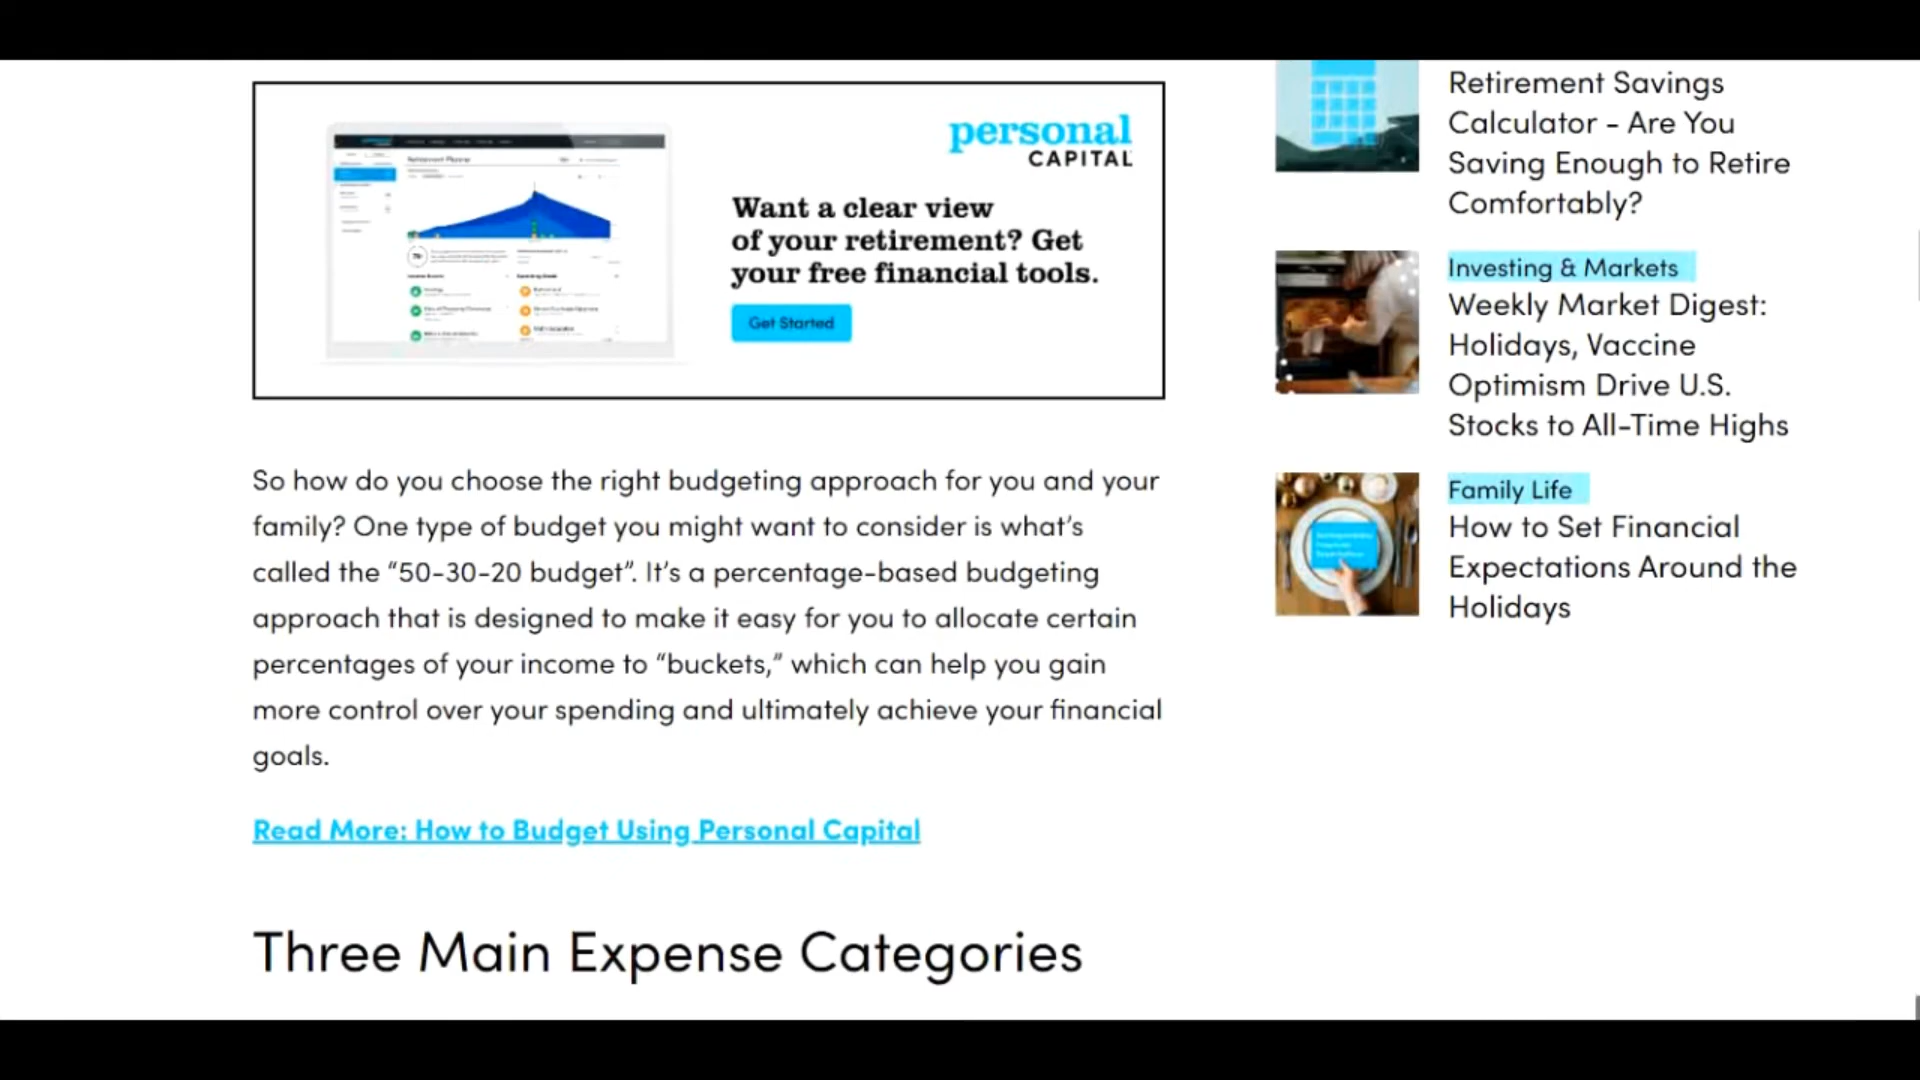 personal
CAPITAL
Want a clear view
of your retirement? Get
your free financial tools.
Get Started
So how do you choose the right budgeting approach for you and your
family? One type of budget you might want to consider is what’s
called the “50-30-20 budget”. It’s a percentage-based budgeting
approach that is designed to make it easy for you to allocate certain
percentages of your income to “buckets,” which can help you gain
more control over your spending and ultimately achieve your financial
goals.
Read More: How to Budget Using Personal Capital
Three Main Expense Categories
Retirement Savings
Calculator - Are You
Saving Enough to Retire
Comfortably?
Investing & Markets
Weekly Market Digest:
Holidays, Vaccine
Optimism Drive U.S.
Stocks to All-Time Highs
Family Life
How to Set Financial
Expectations Around the
Holidays